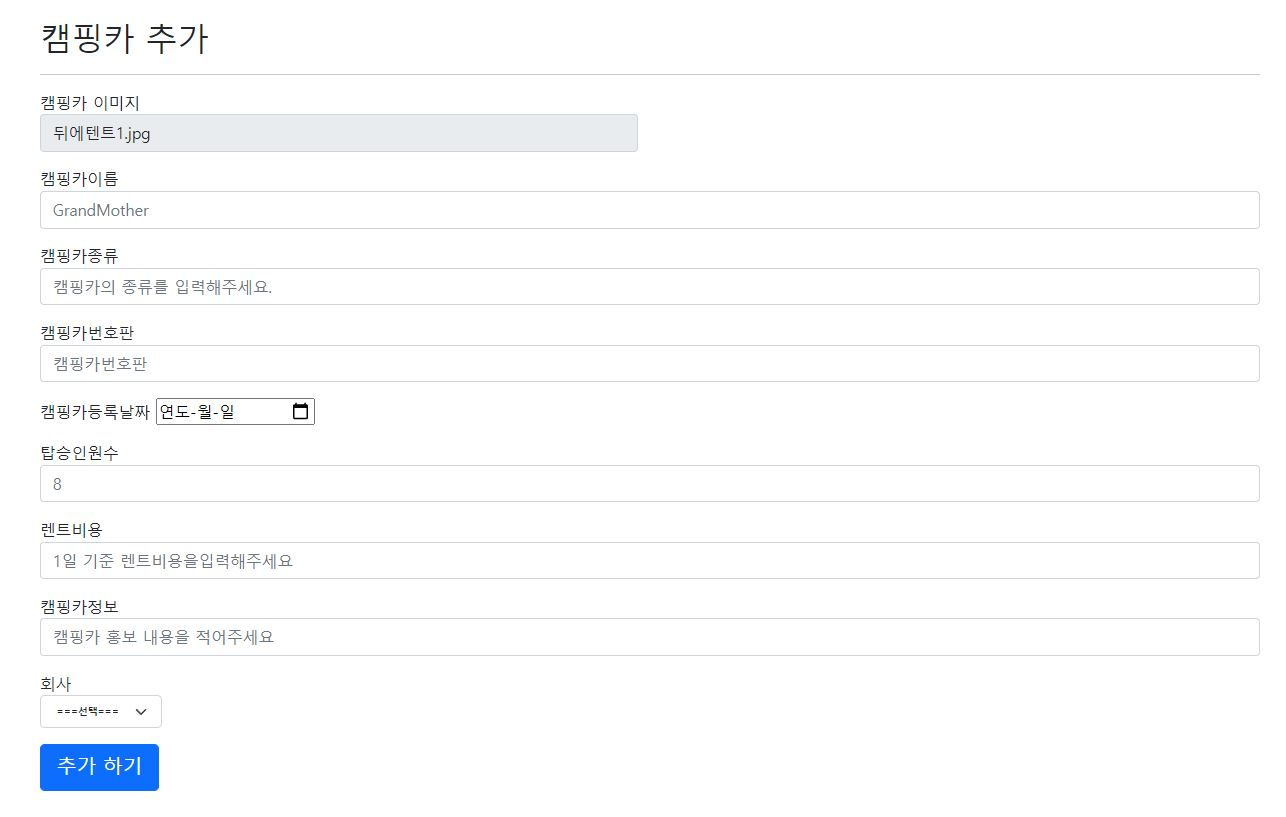 캠핑카 추가
캠핑카 이미지
뒤에텐트1.jpg
캠핑카이름
GrandMother
캠핑카종류
캠핑카의 종류를 입력해주세요.
캠핑카번호판
캠핑카번호판
캠핑카등록날짜 연도-월-일
탑승인원수
8
렌트비용
1일 기준 렌트비용을입력해주세요
캠핑카정보
캠핑카 홍보 내용을 적어주세요
회사
===선택===
추가 하기